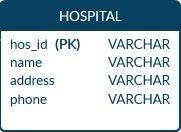 HOSPITAL
hos_id (PK) VARCHAR
name VARCHAR
address VARCHAR
phone VARCHAR